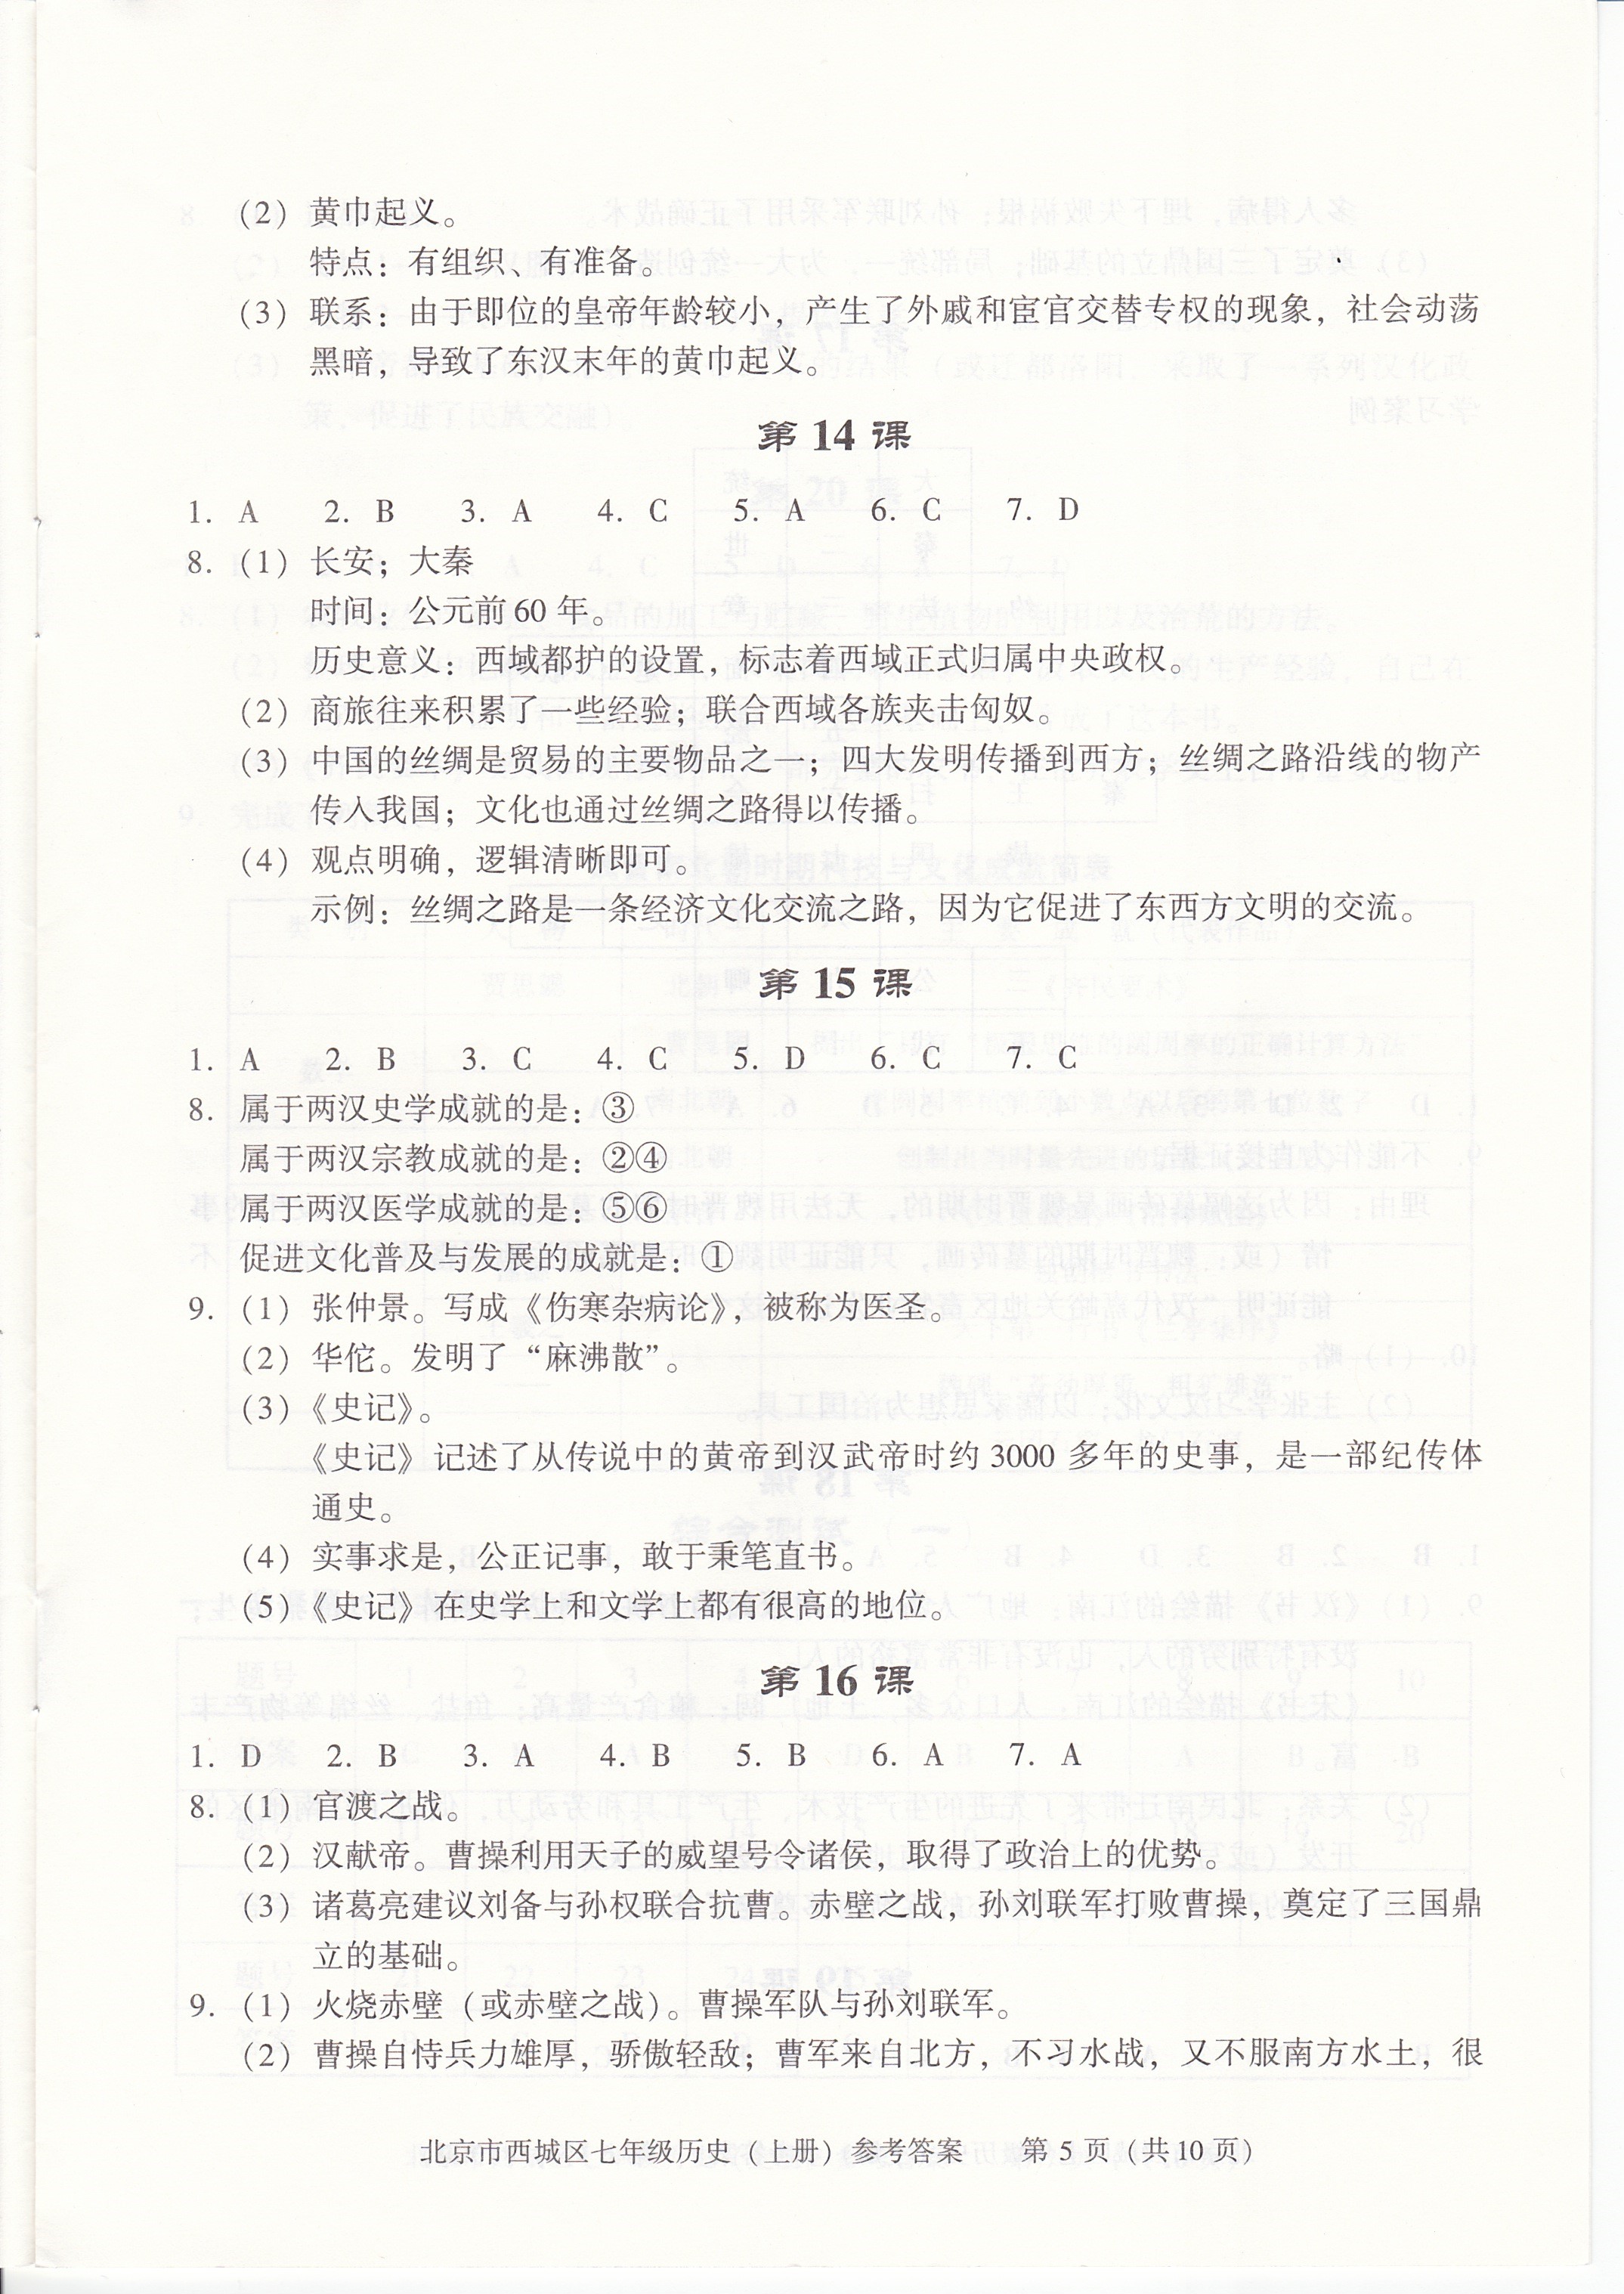 (2) 黄巾起义。
特点：有组织、有准备。
(3) 联系：由于即位的皇帝年龄较小，产生了外戚和宦官交替专权的现象，社会动荡
黑暗，导致了东汉末年的黄巾起义。
第 14 课
1. A 2. B 3. A 4. C 5. A 6. C 7. D
8. (1) 长安；大秦
时间：公元前 60 年。
历史意义：西域都护的设置，标志着西域正式归属中央政权。
(2) 商旅往来积累了一些经验；联合西域各族夹击匈奴。
(3) 中国的丝绸是贸易的主要物品之一；四大发明传播到西方；丝绸之路沿线的物产
传入我国；文化也通过丝绸之路得以传播。
(4) 观点明确，逻辑清晰即可。
示例：丝绸之路是一条经济文化交流之路，因为它促进了东西方文明的交流。
第 15 课
1. A 2. B 3. C 4. C 5. D 6. C 7. C
8. 属于两汉史学成就的是：③
属于两汉宗教成就的是：②④
属于两汉医学成就的是：⑤⑥
促进文化普及与发展的成就是：①
9. (1) 张仲景。写成《伤寒杂病论》，被称为医圣。
(2) 华佗。发明了“麻沸散”。
(3)《史记》。
《史记》记述了从传说中的黄帝到汉武帝时约 3000 多年的史事，是一部纪传体
通史。
(4) 实事求是，公正记事，敢于秉笔直书。
(5)《史记》在史学上和文学上都有很高的地位。
第 16 课
1. D 2. B 3. A 4. B 5. B 6. A 7. A
8. (1) 官渡之战。
(2) 汉献帝。曹操利用天子的威望号令诸侯，取得了政治上的优势。
(3) 诸葛亮建议刘备与孙权联合抗曹。赤壁之战，孙刘联军打败曹操，奠定了三国鼎
立的基础。
9. (1) 火烧赤壁（或赤壁之战）。曹操军队与孙刘联军。
(2) 曹操自恃兵力雄厚，骄傲轻敌；曹军来自北方，不习水战，又不服南方水土，很
北京市西城区七年级历史（上册）参考答案 第 5 页（共 10 页）